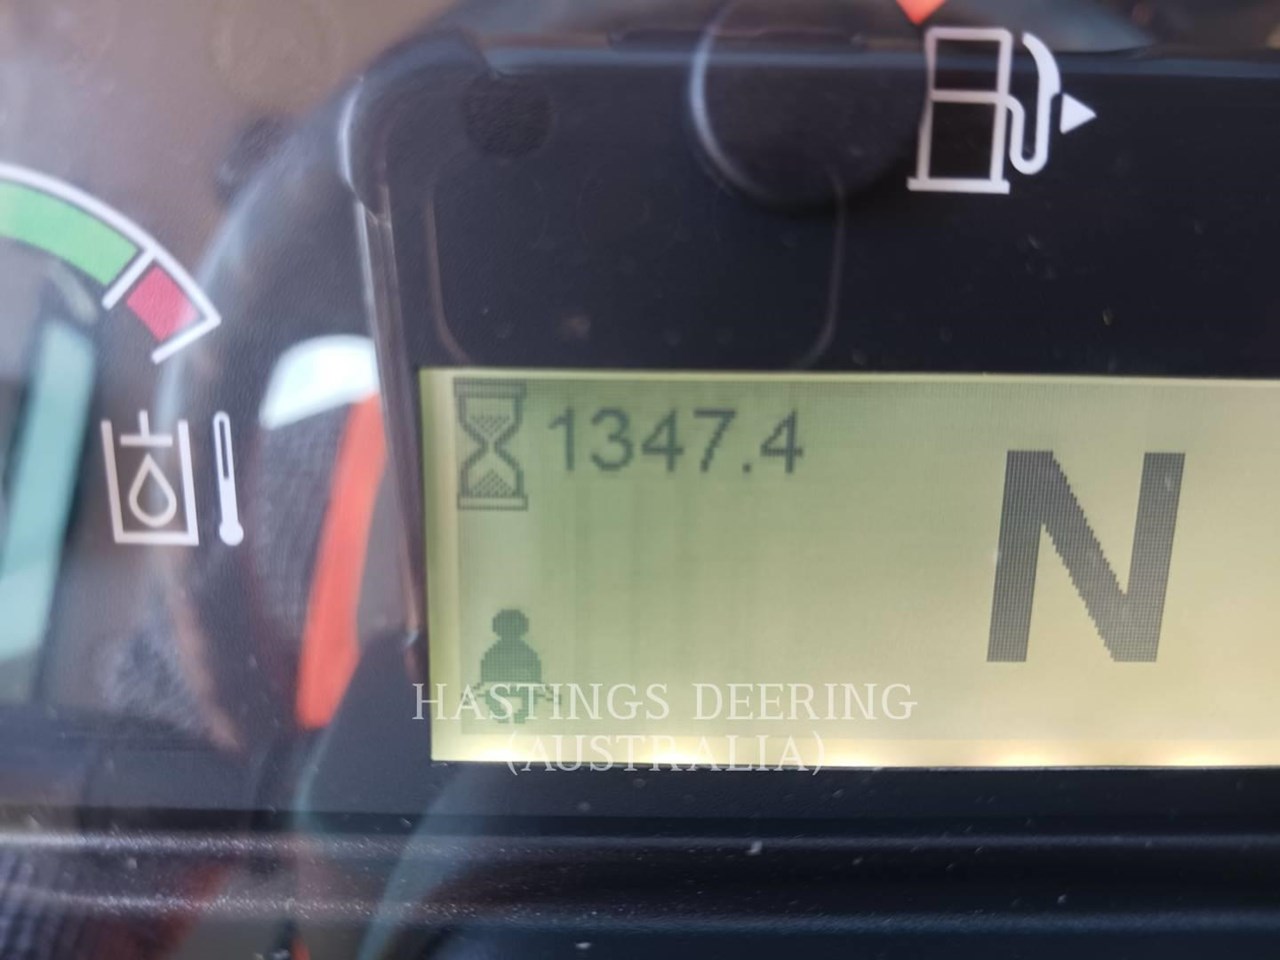 1347.4
N
HASTINGS DEERING
(AUSTRALIA)